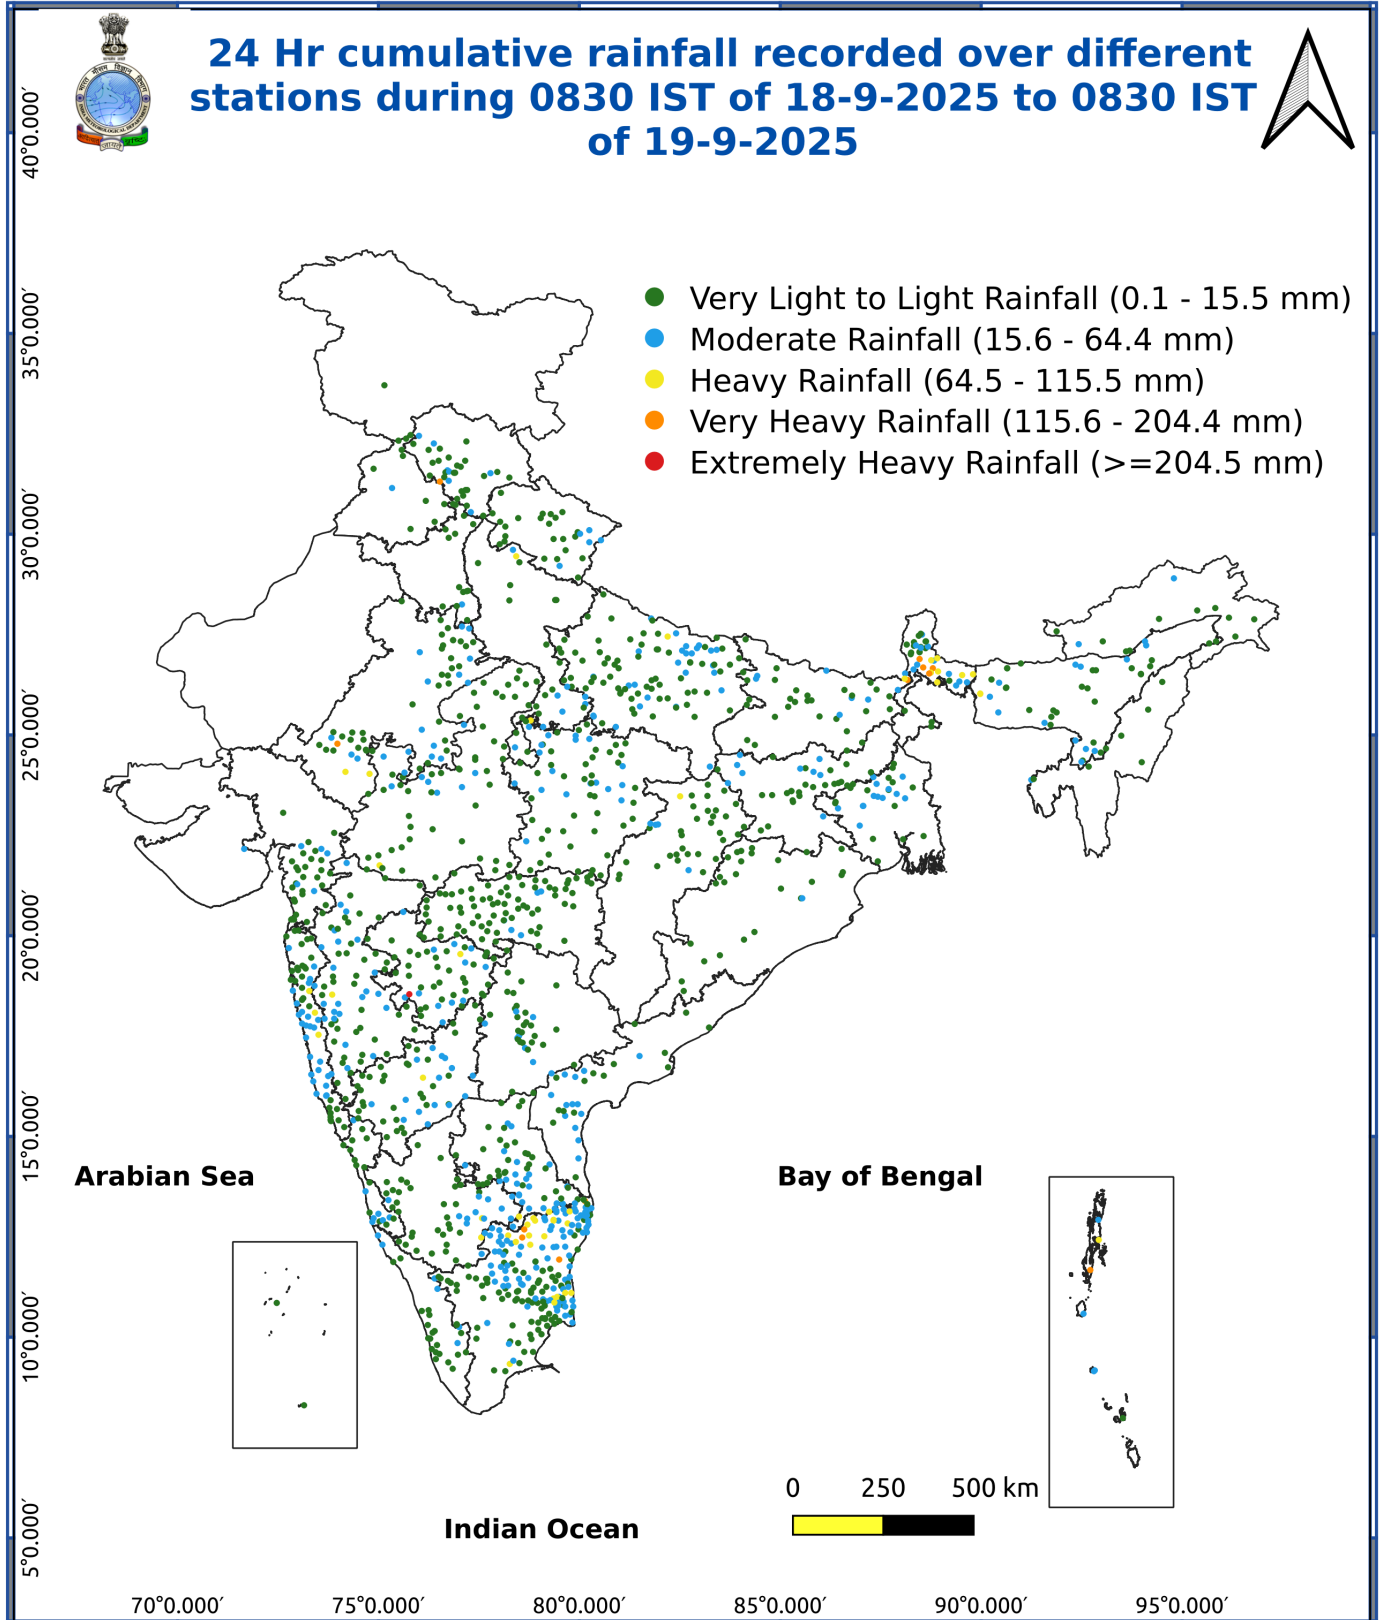 24 Hr cumulative rainfall recorded over different
stations during 0830 IST of 18-9-2025 to 0830 IST
of 19-9-2025
Very Light to Light Rainfall (0.1 - 15.5 mm)
Moderate Rainfall (15.6 - 64.4 mm)
Heavy Rainfall (64.5 - 115.5 mm)
Very Heavy Rainfall (115.6 - 204.4 mm)
Extremely Heavy Rainfall (>=204.5 mm)
40°0.000′
35°0.000′
30°0.000′
25°0.000′
20°0.000′
15°0.000′
10°0.000′
5°0.000′
Arabian Sea
Bay of Bengal
Indian Ocean
0 250 500 km
70°0.000′ 75°0.000′ 80°0.000′ 85°0.000′ 90°0.000′ 95°0.000′